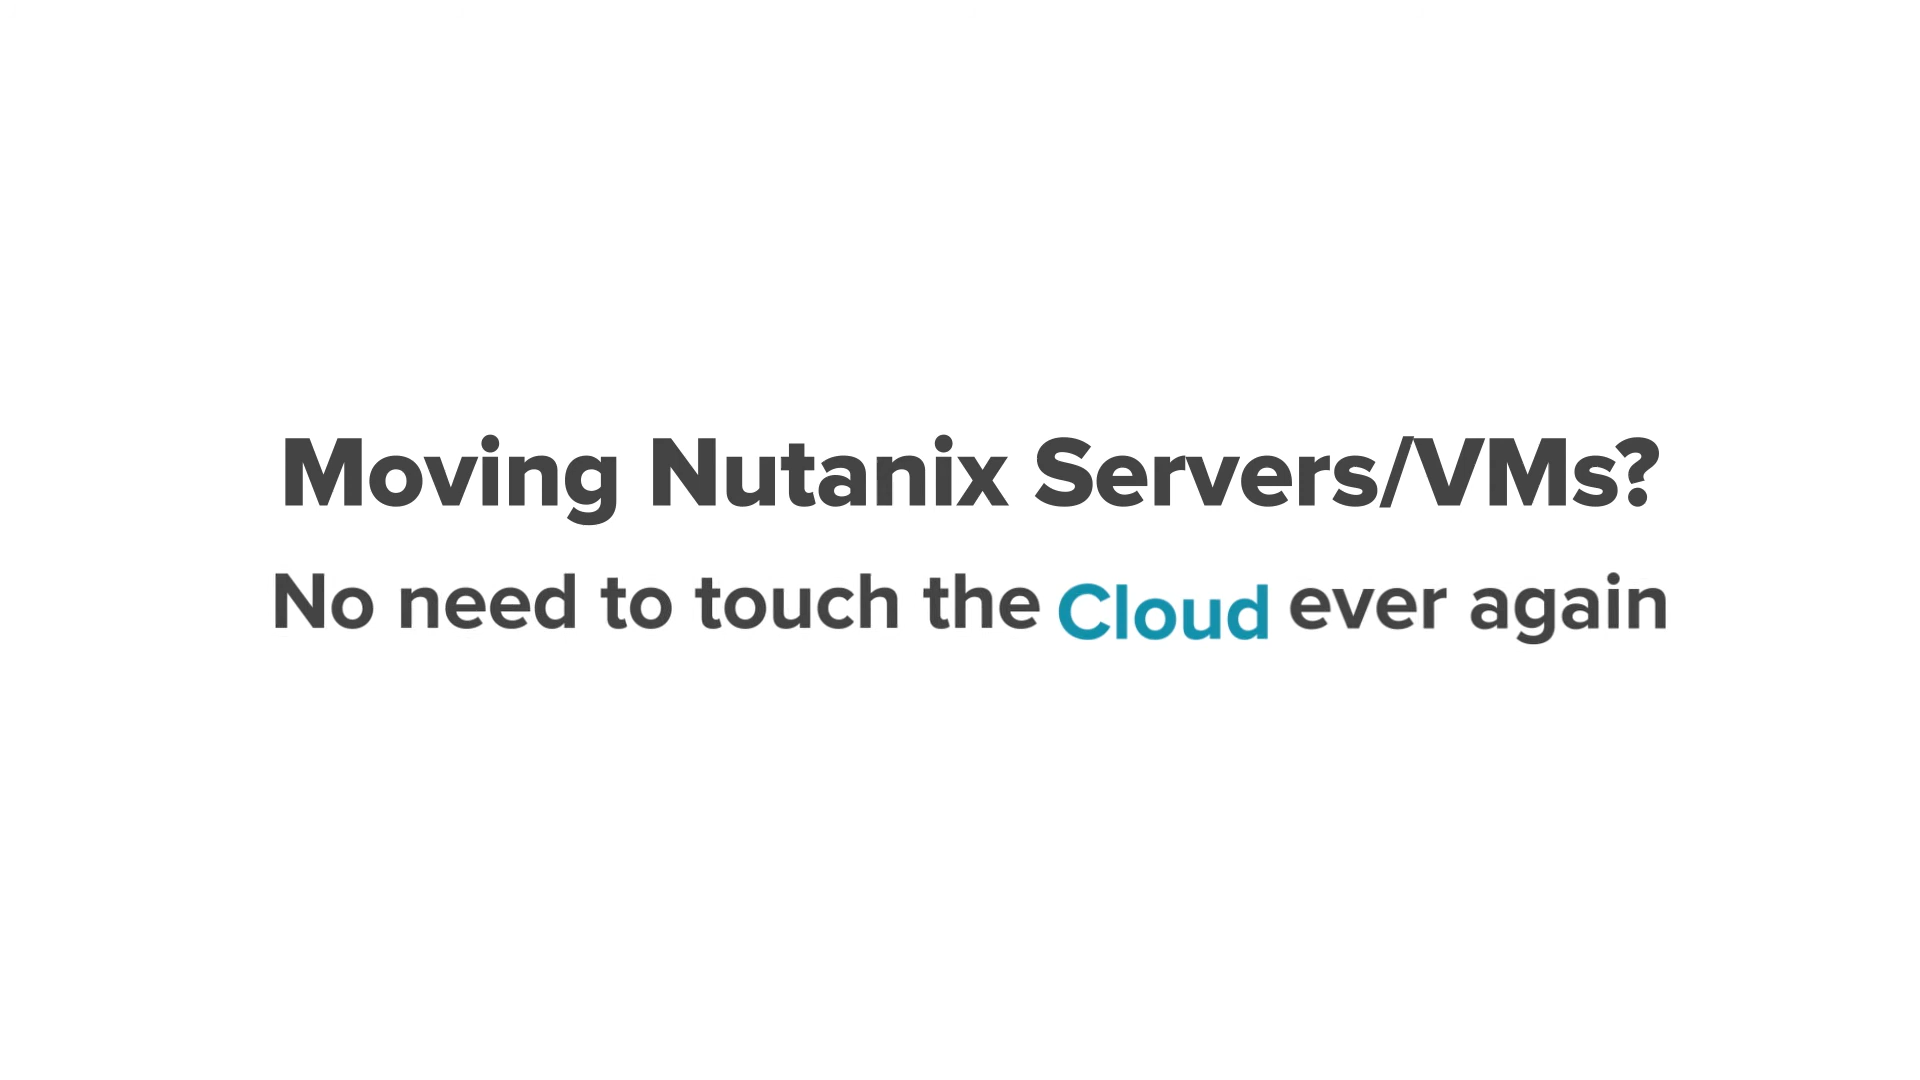 Moving Nutanix Servers/VMs?
No need to touch the Cloud ever again